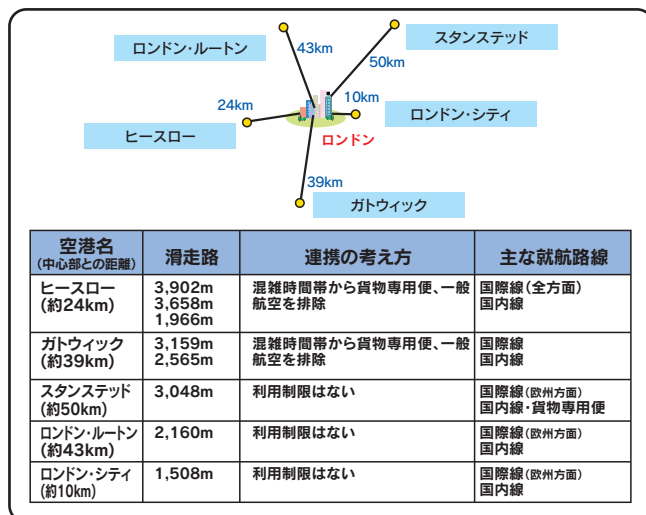 ロンドン・ルートン
スタンステッド
43km
50km
24km
10km
ヒースロー
ロンドン・シティ
ロンドン
39km
ガトウィック
空港名
(中心部との距離)
滑走路
連携の考え方
主な就航路線
ヒースロー
(約24km)
3,902m
3,658m
1,966m
混雑時間帯から貨物専用便、一般
航空を排除
国際線(全方面)
国内線
ガトウィック
(約39km)
3,159m
2,565m
混雑時間帯から貨物専用便、一般
航空を排除
国際線
国内線
スタンステッド
(約50km)
3,048m
利用制限はない
国際線(欧州方面)
国内線・貨物専用便
ロンドン・ルートン
(約43km)
2,160m
利用制限はない
国際線(欧州方面)
国内線
ロンドン・シティ
(約10km)
1,508m
利用制限はない
国際線(欧州方面)
国内線